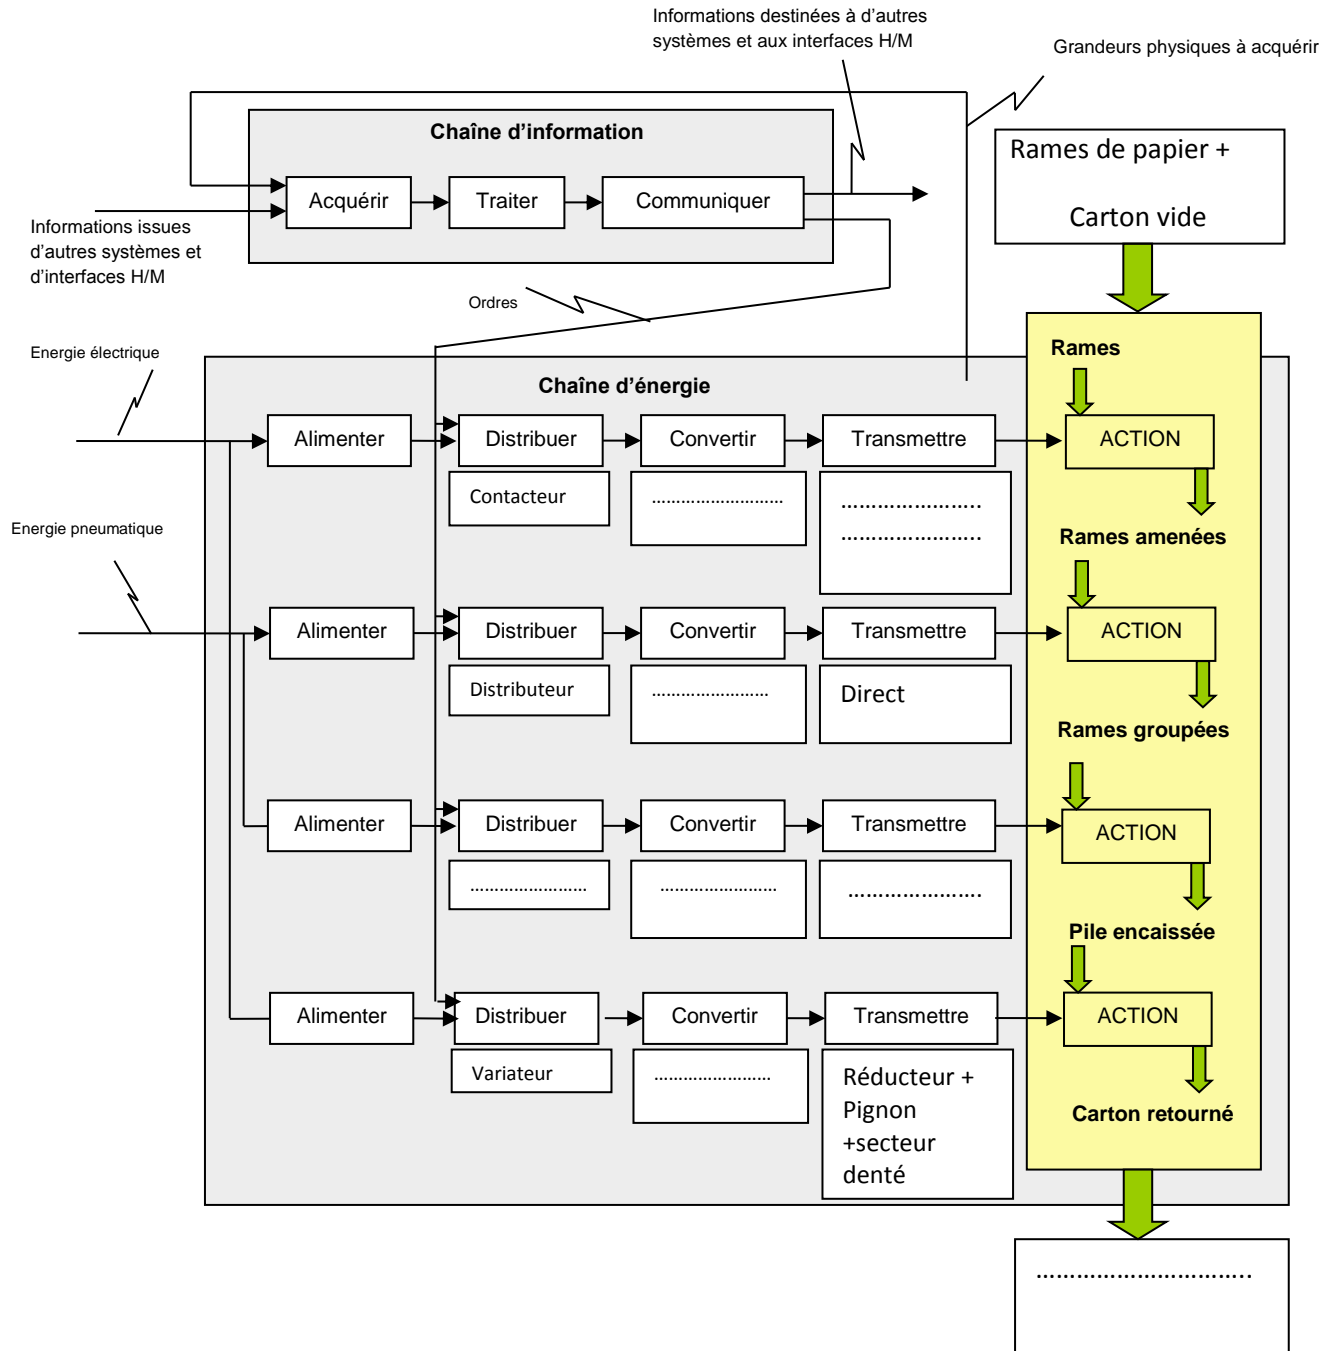 Informations destinées à d'autres
systèmes et aux interfaces H/M
Grandeurs physiques à acquérir
Chaîne d'information
Rames de papier +
Carton vide
Acquérir
Traiter
Communiquer
Informations issues
d'autres systèmes et
d'interfaces H/M
Ordres
Energie électrique
Rames
Chaîne d'énergie
Alimenter
Distribuer
Convertir
Transmettre
ACTION
Contacteur
...........................
.....................
.....................
Energie pneumatique
Rames amenées
Alimenter
Distribuer
Convertir
Transmettre
ACTION
Distributeur
........................
Direct
Rames groupées
Alimenter
Distribuer
Convertir
Transmettre
ACTION
........................
........................
....................
Pile encaissée
Alimenter
Distribuer
Convertir
Transmettre
ACTION
Variateur
........................
Réducteur +
Pignon
+secteur
denté
Carton retourné
................................